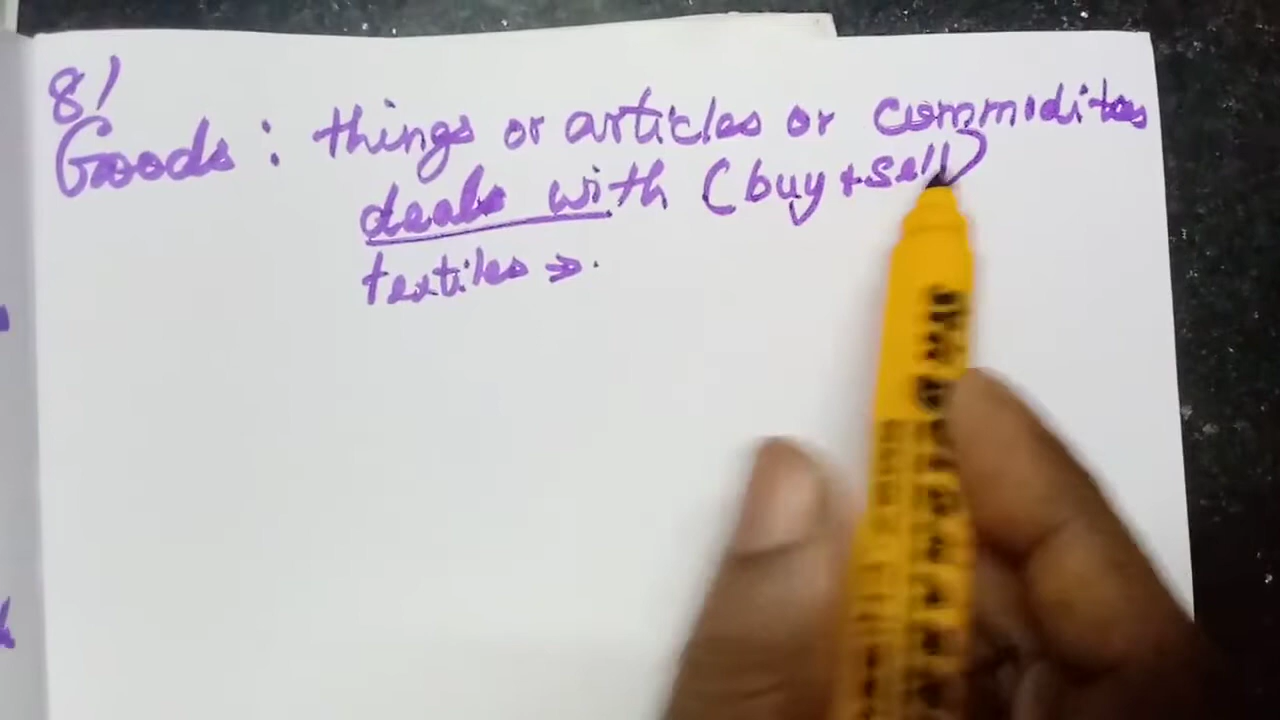 8/
Goods : things or articles or commodities
deals with (buy + sell)
textiles →